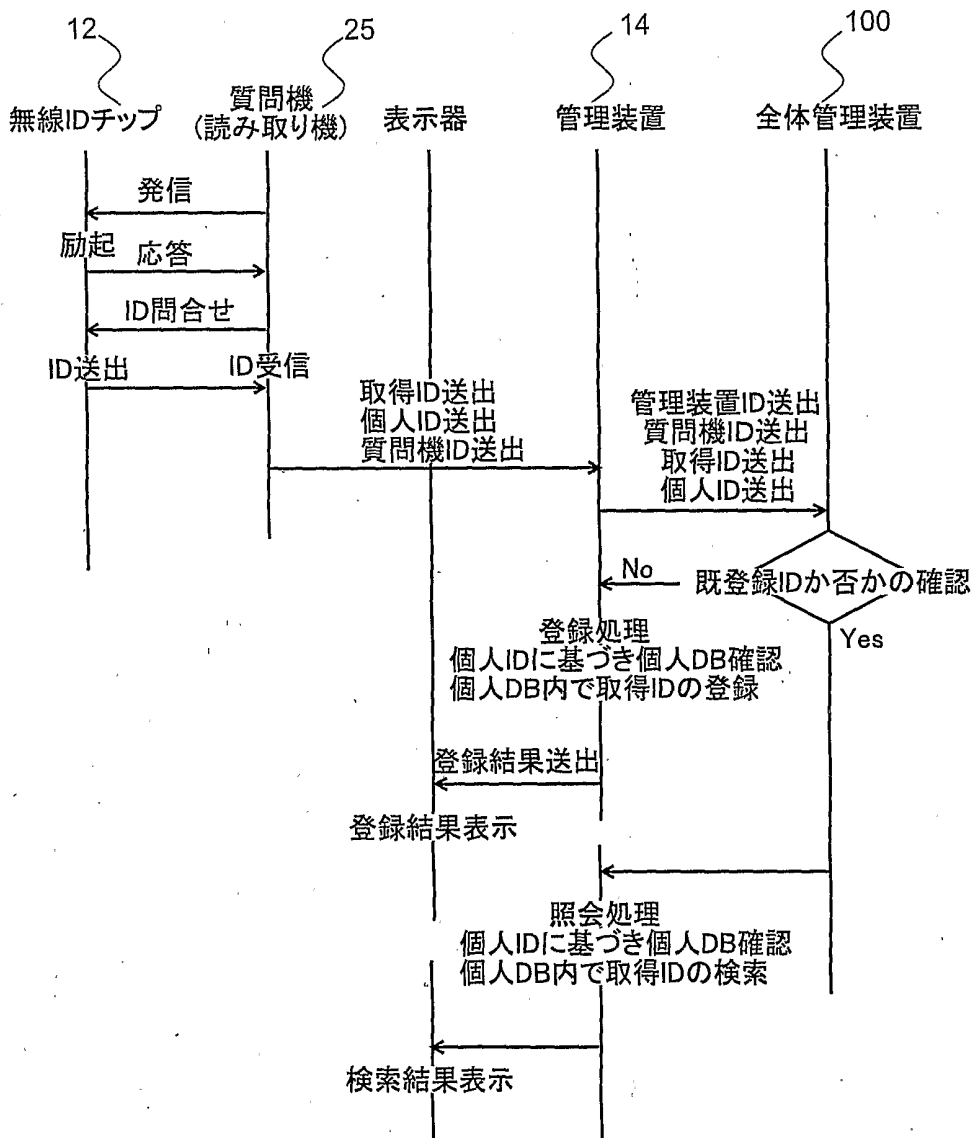 12
25
14
100
無線IDチップ
質問機
(読み取り機)
表示器
管理装置
全体管理装置
発信
励起
応答
ID問合せ
ID送出
ID受信
取得ID送出
個人ID送出
質問機ID送出
管理装置ID送出
質問機ID送出
取得ID送出
個人ID送出
No
既登録IDか否かの確認
Yes
登録処理
個人IDに基づき個人DB確認
個人DB内で取得IDの登録
登録結果送出
登録結果表示
照会処理
個人IDに基づき個人DB確認
個人DB内で取得IDの検索
検索結果表示